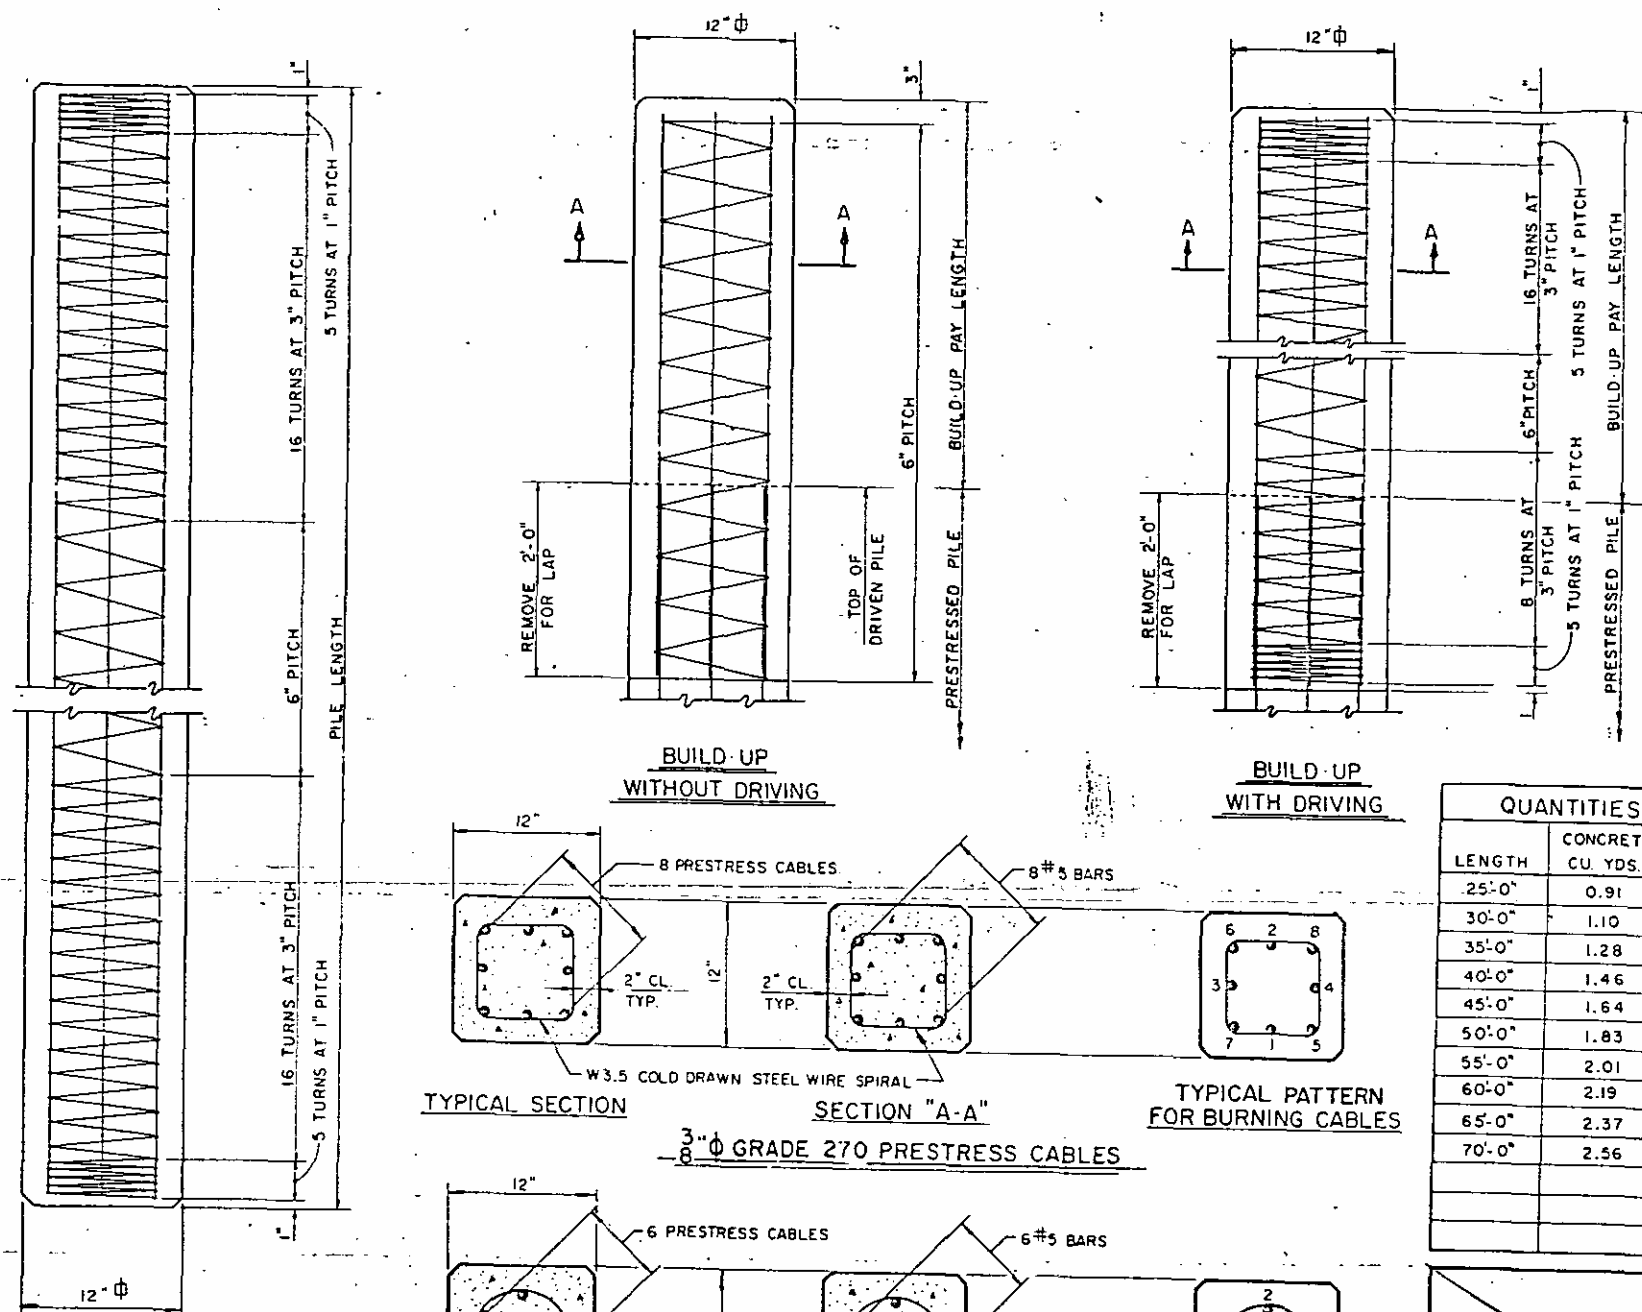 1"
5 TURNS AT 1" PITCH
16 TURNS AT 3" PITCH
6" PITCH
PILE LENGTH
16 TURNS AT 3" PITCH
5 TURNS AT 1" PITCH
1"
12" ⌽
12" ⌽
3"
A
A
BUILD-UP PAY LENGTH
6" PITCH
REMOVE 2'-0"
FOR LAP
TOP OF
DRIVEN PILE
PRESTRESSED PILE
BUILD-UP
WITHOUT DRIVING
12" ⌽
1"
A
A
16 TURNS AT
3" PITCH
5 TURNS AT 1" PITCH
BUILD-UP PAY LENGTH
6" PITCH
REMOVE 2'-0"
FOR LAP
8 TURNS AT
3" PITCH
5 TURNS AT 1" PITCH
PRESTRESSED PILE
1"
BUILD-UP
WITH DRIVING
12"
8 PRESTRESS CABLES
2" CL.
TYP.
12"
8 #5 BARS
2" CL.
TYP.
6 2 8
3 4
7 1 5
W3.5 COLD DRAWN STEEL WIRE SPIRAL
TYPICAL SECTION
SECTION "A-A"
TYPICAL PATTERN
FOR BURNING CABLES
3/8" ⌽ GRADE 270 PRESTRESS CABLES
12"
6 PRESTRESS CABLES
6 #5 BARS
2
QUANTITIES
LENGTH CONCRET
CU. YDS.
25'-0" 0.91
30'-0" 1.10
35'-0" 1.28
40'-0" 1.46
45'-0" 1.64
50'-0" 1.83
55'-0" 2.01
60'-0" 2.19
65'-0" 2.37
70'-0" 2.56